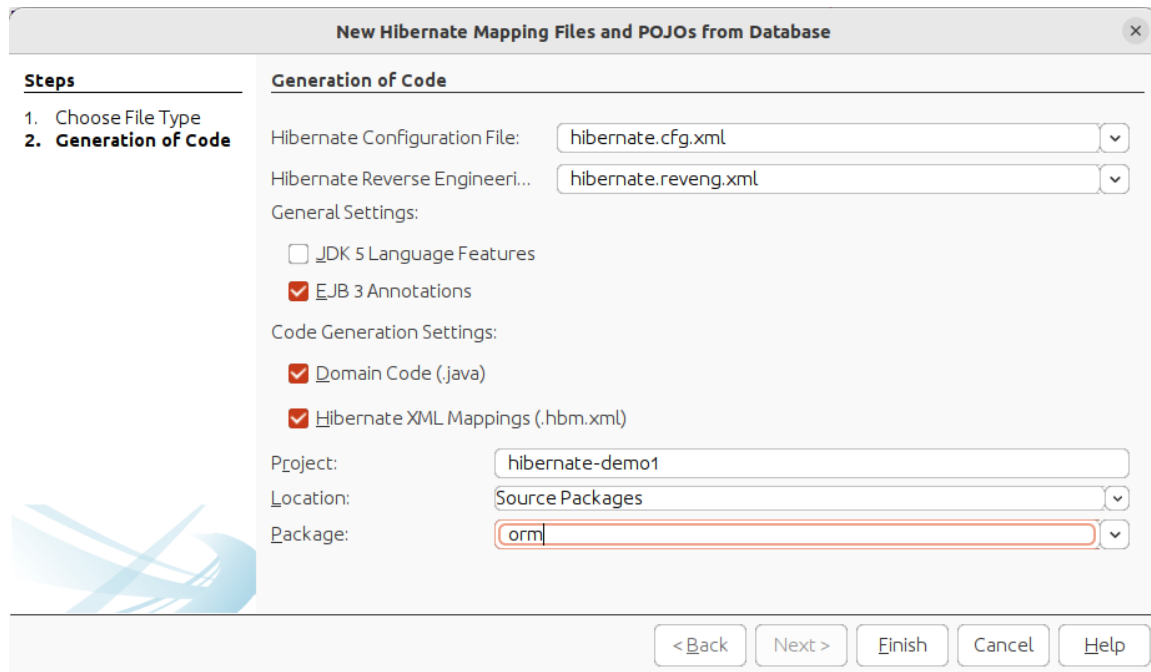 New Hibernate Mapping Files and POJOs from Database
Steps
1. Choose File Type
2. Generation of Code
Generation of Code
Hibernate Configuration File: hibernate.cfg.xml
Hibernate Reverse Engineeri... hibernate.reveng.xml
General Settings:
JDK 5 Language Features
EJB 3 Annotations
Code Generation Settings:
Domain Code (.java)
Hibernate XML Mappings (.hbm.xml)
Project: hibernate-demo1
Location: Source Packages
Package: orm
< Back Next > Finish Cancel Help